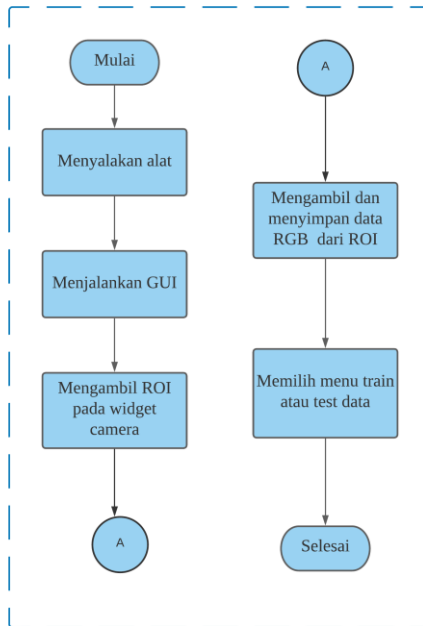 Mulai
Menyalakan alat
Menjalankan GUI
Mengambil ROI
pada widget
camera
A
A
Mengambil dan
menyimpan data
RGB dari ROI
Memilih menu train
atau test data
Selesai